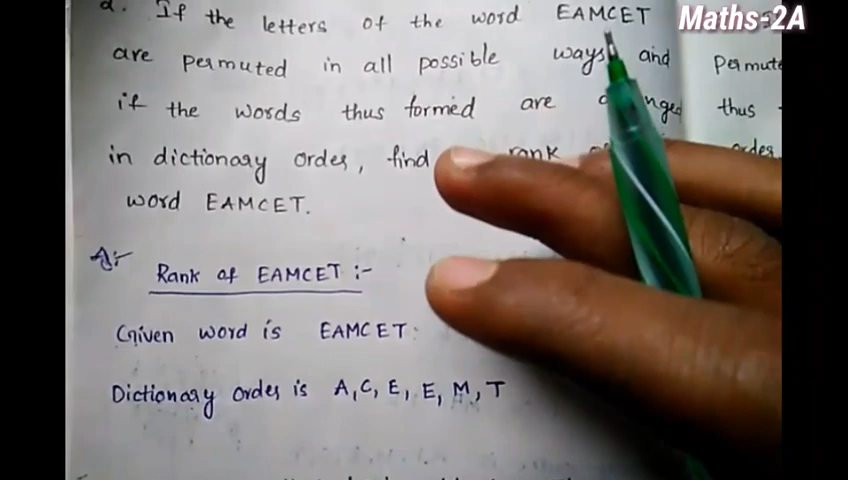 Q. If the letters of the word EAMCET
Maths-2A
are permuted in all possible ways and
Permute
if the words thus formed are
thus
in dictionary order, find rank
order
word EAMCET.
A:-
Rank of EAMCET :-
Given word is EAMCET.
Dictionary order is A, C, E, E, M, T